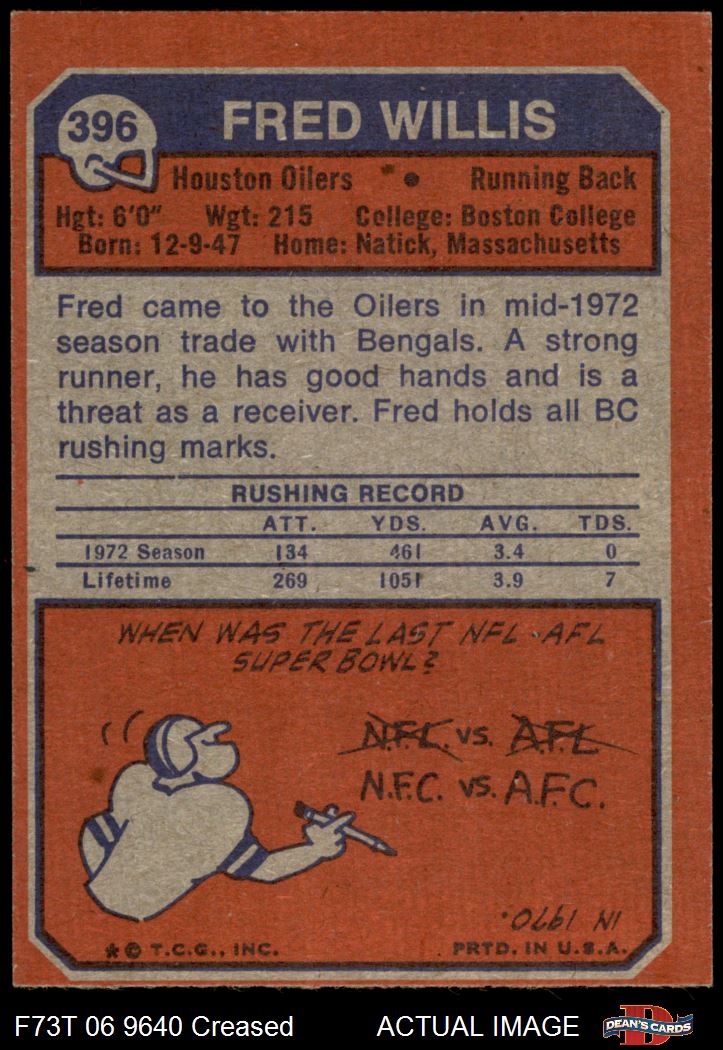 396
FRED WILLIS
Houston Oilers • Running Back
Hgt: 6'0" Wgt: 215 College: Boston College
Born: 12-9-47 Home: Natick, Massachusetts
Fred came to the Oilers in mid-1972
season trade with Bengals. A strong
runner, he has good hands and is a
threat as a receiver. Fred holds all BC
rushing marks.
RUSHING RECORD
ATT. YDS. AVG. TDS.
1972 Season 134 461 3.4 0
Lifetime 269 1051 3.9 7
WHEN WAS THE LAST NFL-AFL
SUPER BOWL?
N.F.L. vs. A.F.L
N.F.C. vs. A.F.C.
IN 1970.
★ © T.C.G., INC. PRTD. IN U.S.A.
F73T 06 9640 Creased ACTUAL IMAGE
D
DEAN'S CARDS